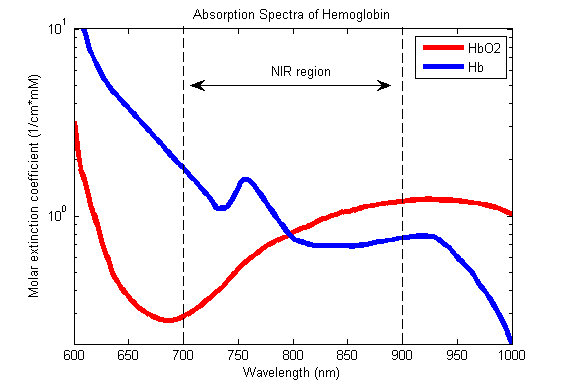 Absorption Spectra of Hemoglobin
10^1
10^0
Molar extinction coefficient (1/cm*mM)
NIR region
HbO2
Hb
600 650 700 750 800 850 900 950 1000
Wavelength (nm)